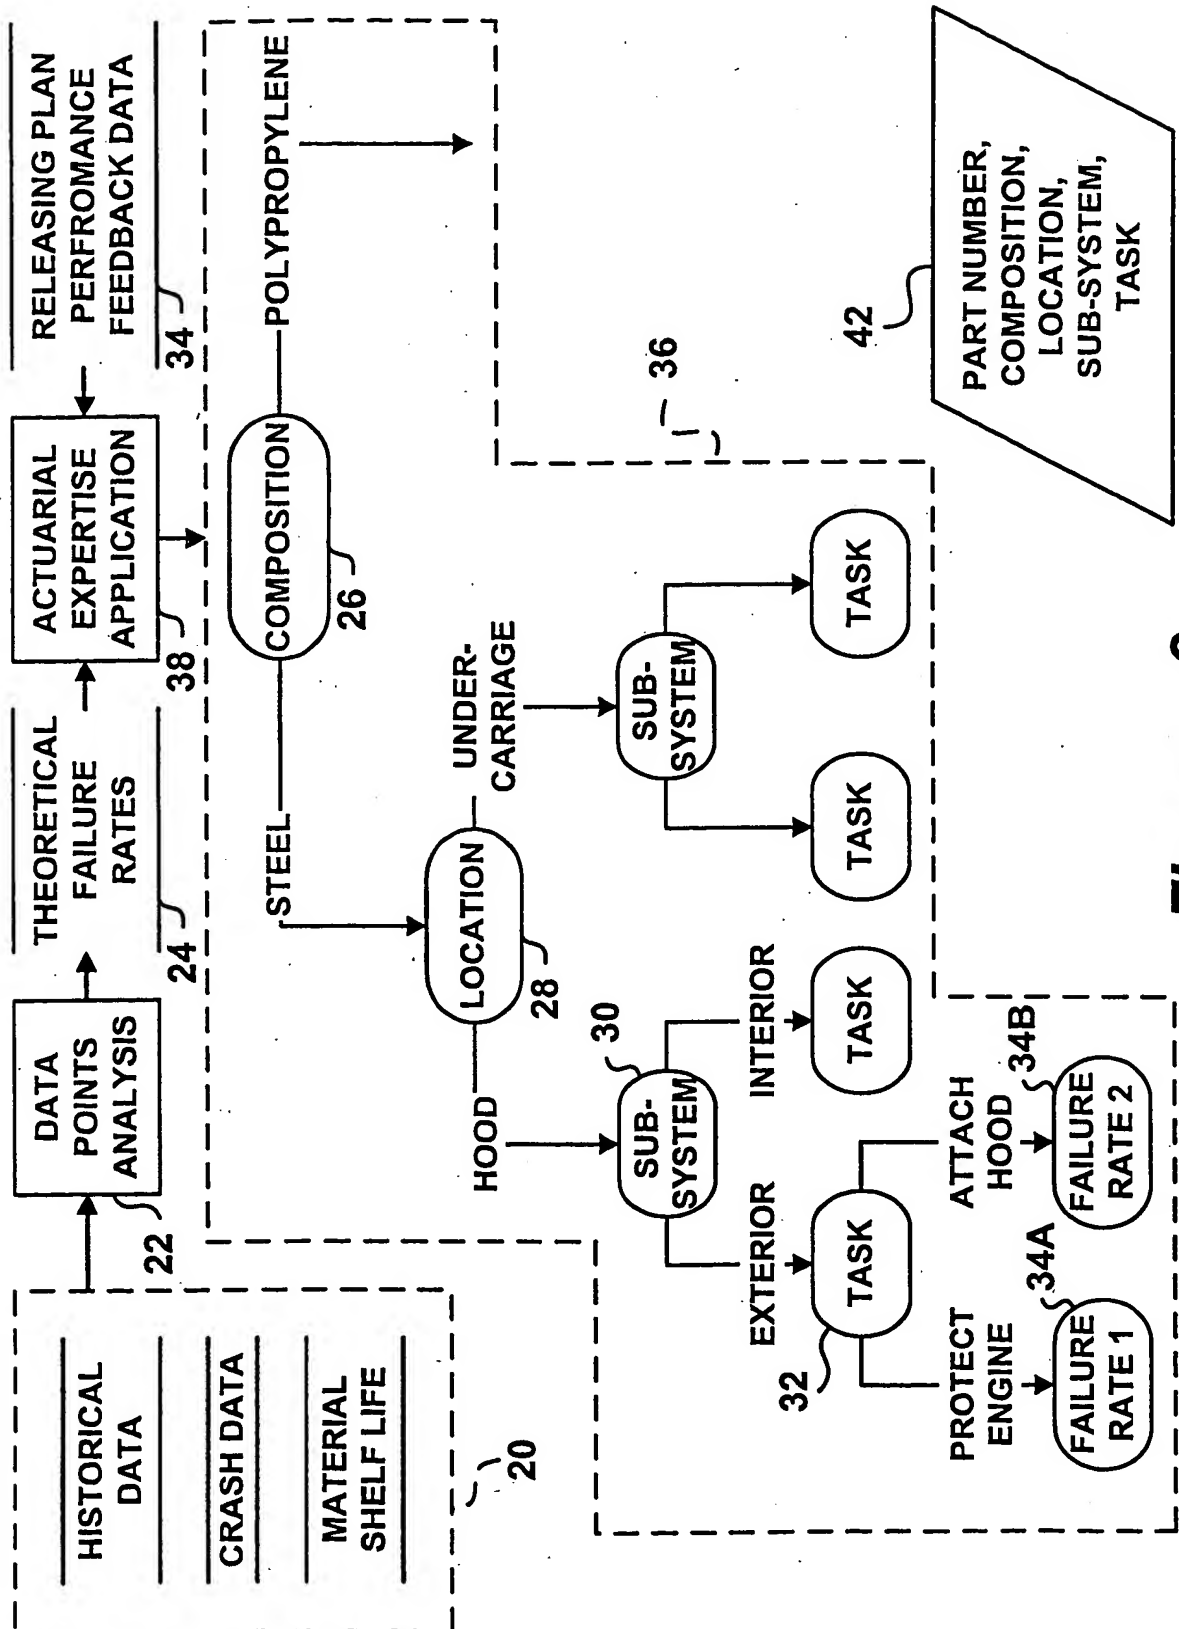 HISTORICAL
DATA
CRASH DATA
MATERIAL
SHELF LIFE
20
DATA
POINTS
ANALYSIS
22
THEORETICAL
FAILURE
RATES
24
ACTUARIAL
EXPERTISE
APPLICATION
38
RELEASING PLAN
PERFROMANCE
FEEDBACK DATA
34
STEEL
COMPOSITION
26
POLYPROPYLENE
HOOD
LOCATION
28
UNDER-
CARRIAGE
30
SUB-
SYSTEM
SUB-
SYSTEM
36
EXTERIOR
INTERIOR
32
TASK
TASK
TASK
TASK
PROTECT
ENGINE
ATTACH
HOOD
34A
34B
FAILURE
RATE 1
FAILURE
RATE 2
42
PART NUMBER,
COMPOSITION,
LOCATION,
SUB-SYSTEM,
TASK